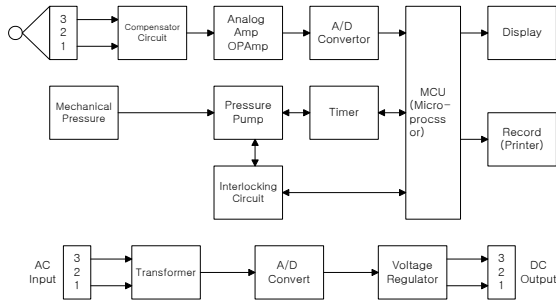 3
2
1
Compensator
Circuit
Analog
Amp
OPAmp
A/D
Convertor
MCU
(Micro-
procss
or)
Display
Mechanical
Pressure
Pressure
Pump
Timer
Record
(Printer)
Interlocking
Circuit
AC
Input
3
2
1
Transformer
A/D
Convert
Voltage
Regulator
3
2
1
DC
Output